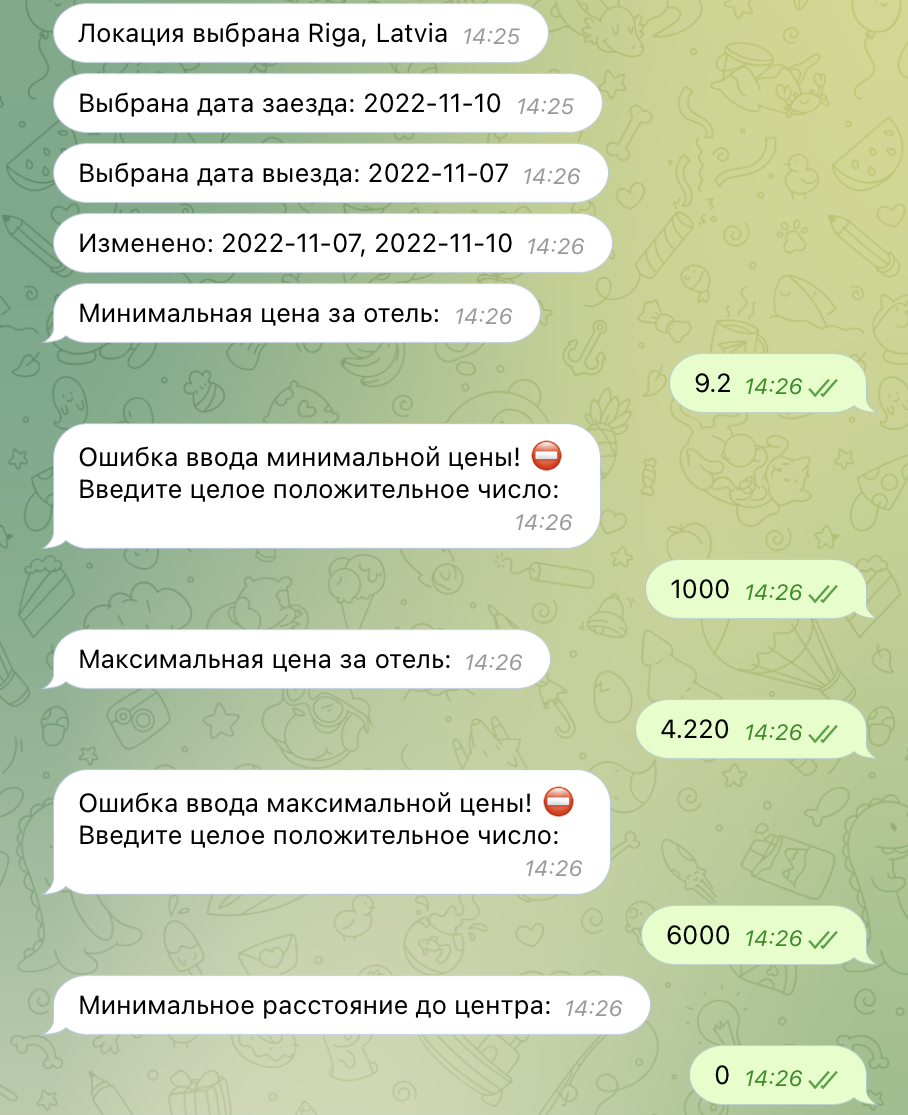 Локация выбрана Riga, Latvia 14:25
Выбрана дата заезда: 2022-11-10 14:25
Выбрана дата выезда: 2022-11-07 14:26
Изменено: 2022-11-07, 2022-11-10 14:26
Минимальная цена за отель: 14:26
9.2 14:26
Ошибка ввода минимальной цены! ⛔
Введите целое положительное число:
14:26
1000 14:26
Максимальная цена за отель: 14:26
4.220 14:26
Ошибка ввода максимальной цены! ⛔
Введите целое положительное число:
14:26
6000 14:26
Минимальное расстояние до центра: 14:26
0 14:26